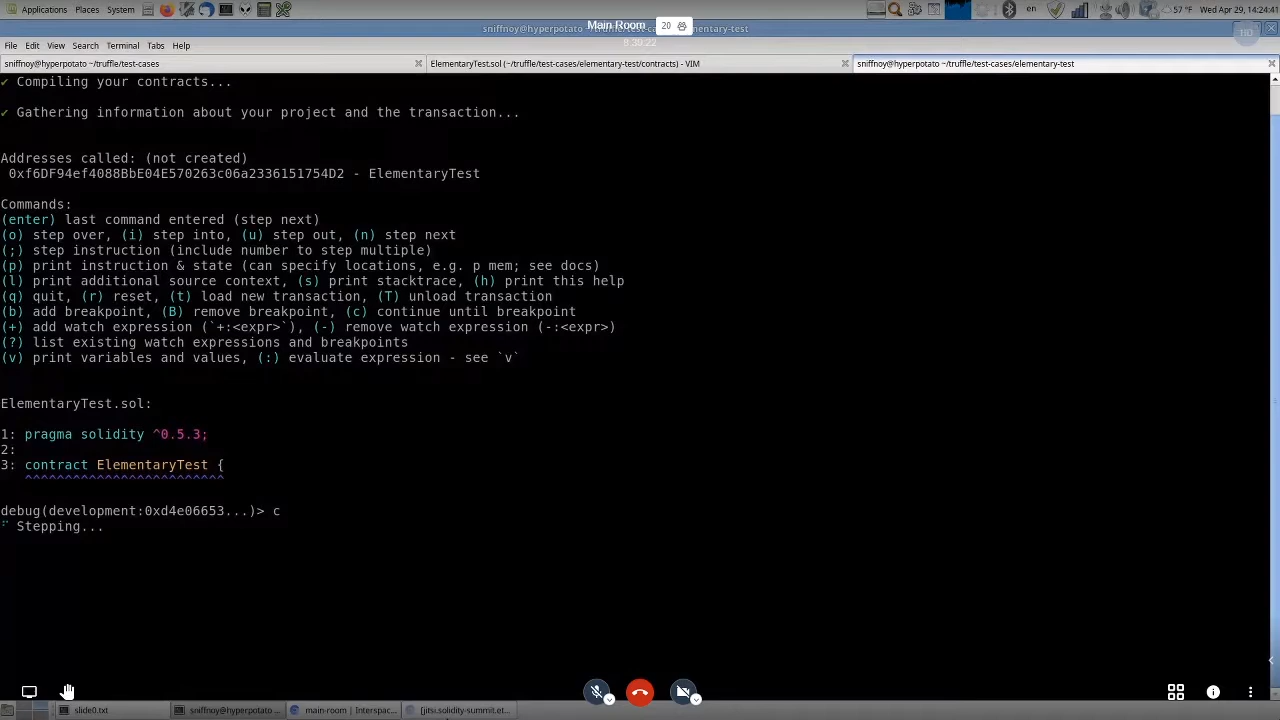 Applications Places System
57 °F Wed Apr 29, 14:24:41
Main Room 20
8:30:22
File Edit View Search Terminal Tabs Help
sniffnoy@hyperpotato ~/truffle/test-cases
ElementaryTest.sol (~/truffle/test-cases/elementary-test/contracts) - VIM
sniffnoy@hyperpotato ~/truffle/test-cases/elementary-test
✓ Compiling your contracts...
✓ Gathering information about your project and the transaction...
Addresses called: (not created)
0xf6DF94ef4088BbE04E570263c06a2336151754D2 - ElementaryTest
Commands:
(enter) last command entered (step next)
(o) step over, (i) step into, (u) step out, (n) step next
(;) step instruction (include number to step multiple)
(p) print instruction & state (can specify locations, e.g. p mem; see docs)
(l) print additional source context, (s) print stacktrace, (h) print this help
(q) quit, (r) reset, (t) load new transaction, (T) unload transaction
(b) add breakpoint, (B) remove breakpoint, (c) continue until breakpoint
(+) add watch expression (`+:<expr>`), (-) remove watch expression (-:<expr>)
(?) list existing watch expressions and breakpoints
(v) print variables and values, (:) evaluate expression - see `v`
ElementaryTest.sol:
1: pragma solidity ^0.5.3;
2:
3: contract ElementaryTest {
^^^^^^^^^^^^^^^^^^^^^^^^^
debug(development:0xd4e06653...)> c
Stepping...
slide0.txt
sniffnoy@hyperpotato ...
main-room | Interspac...
[jitsi.solidity-summit.et...